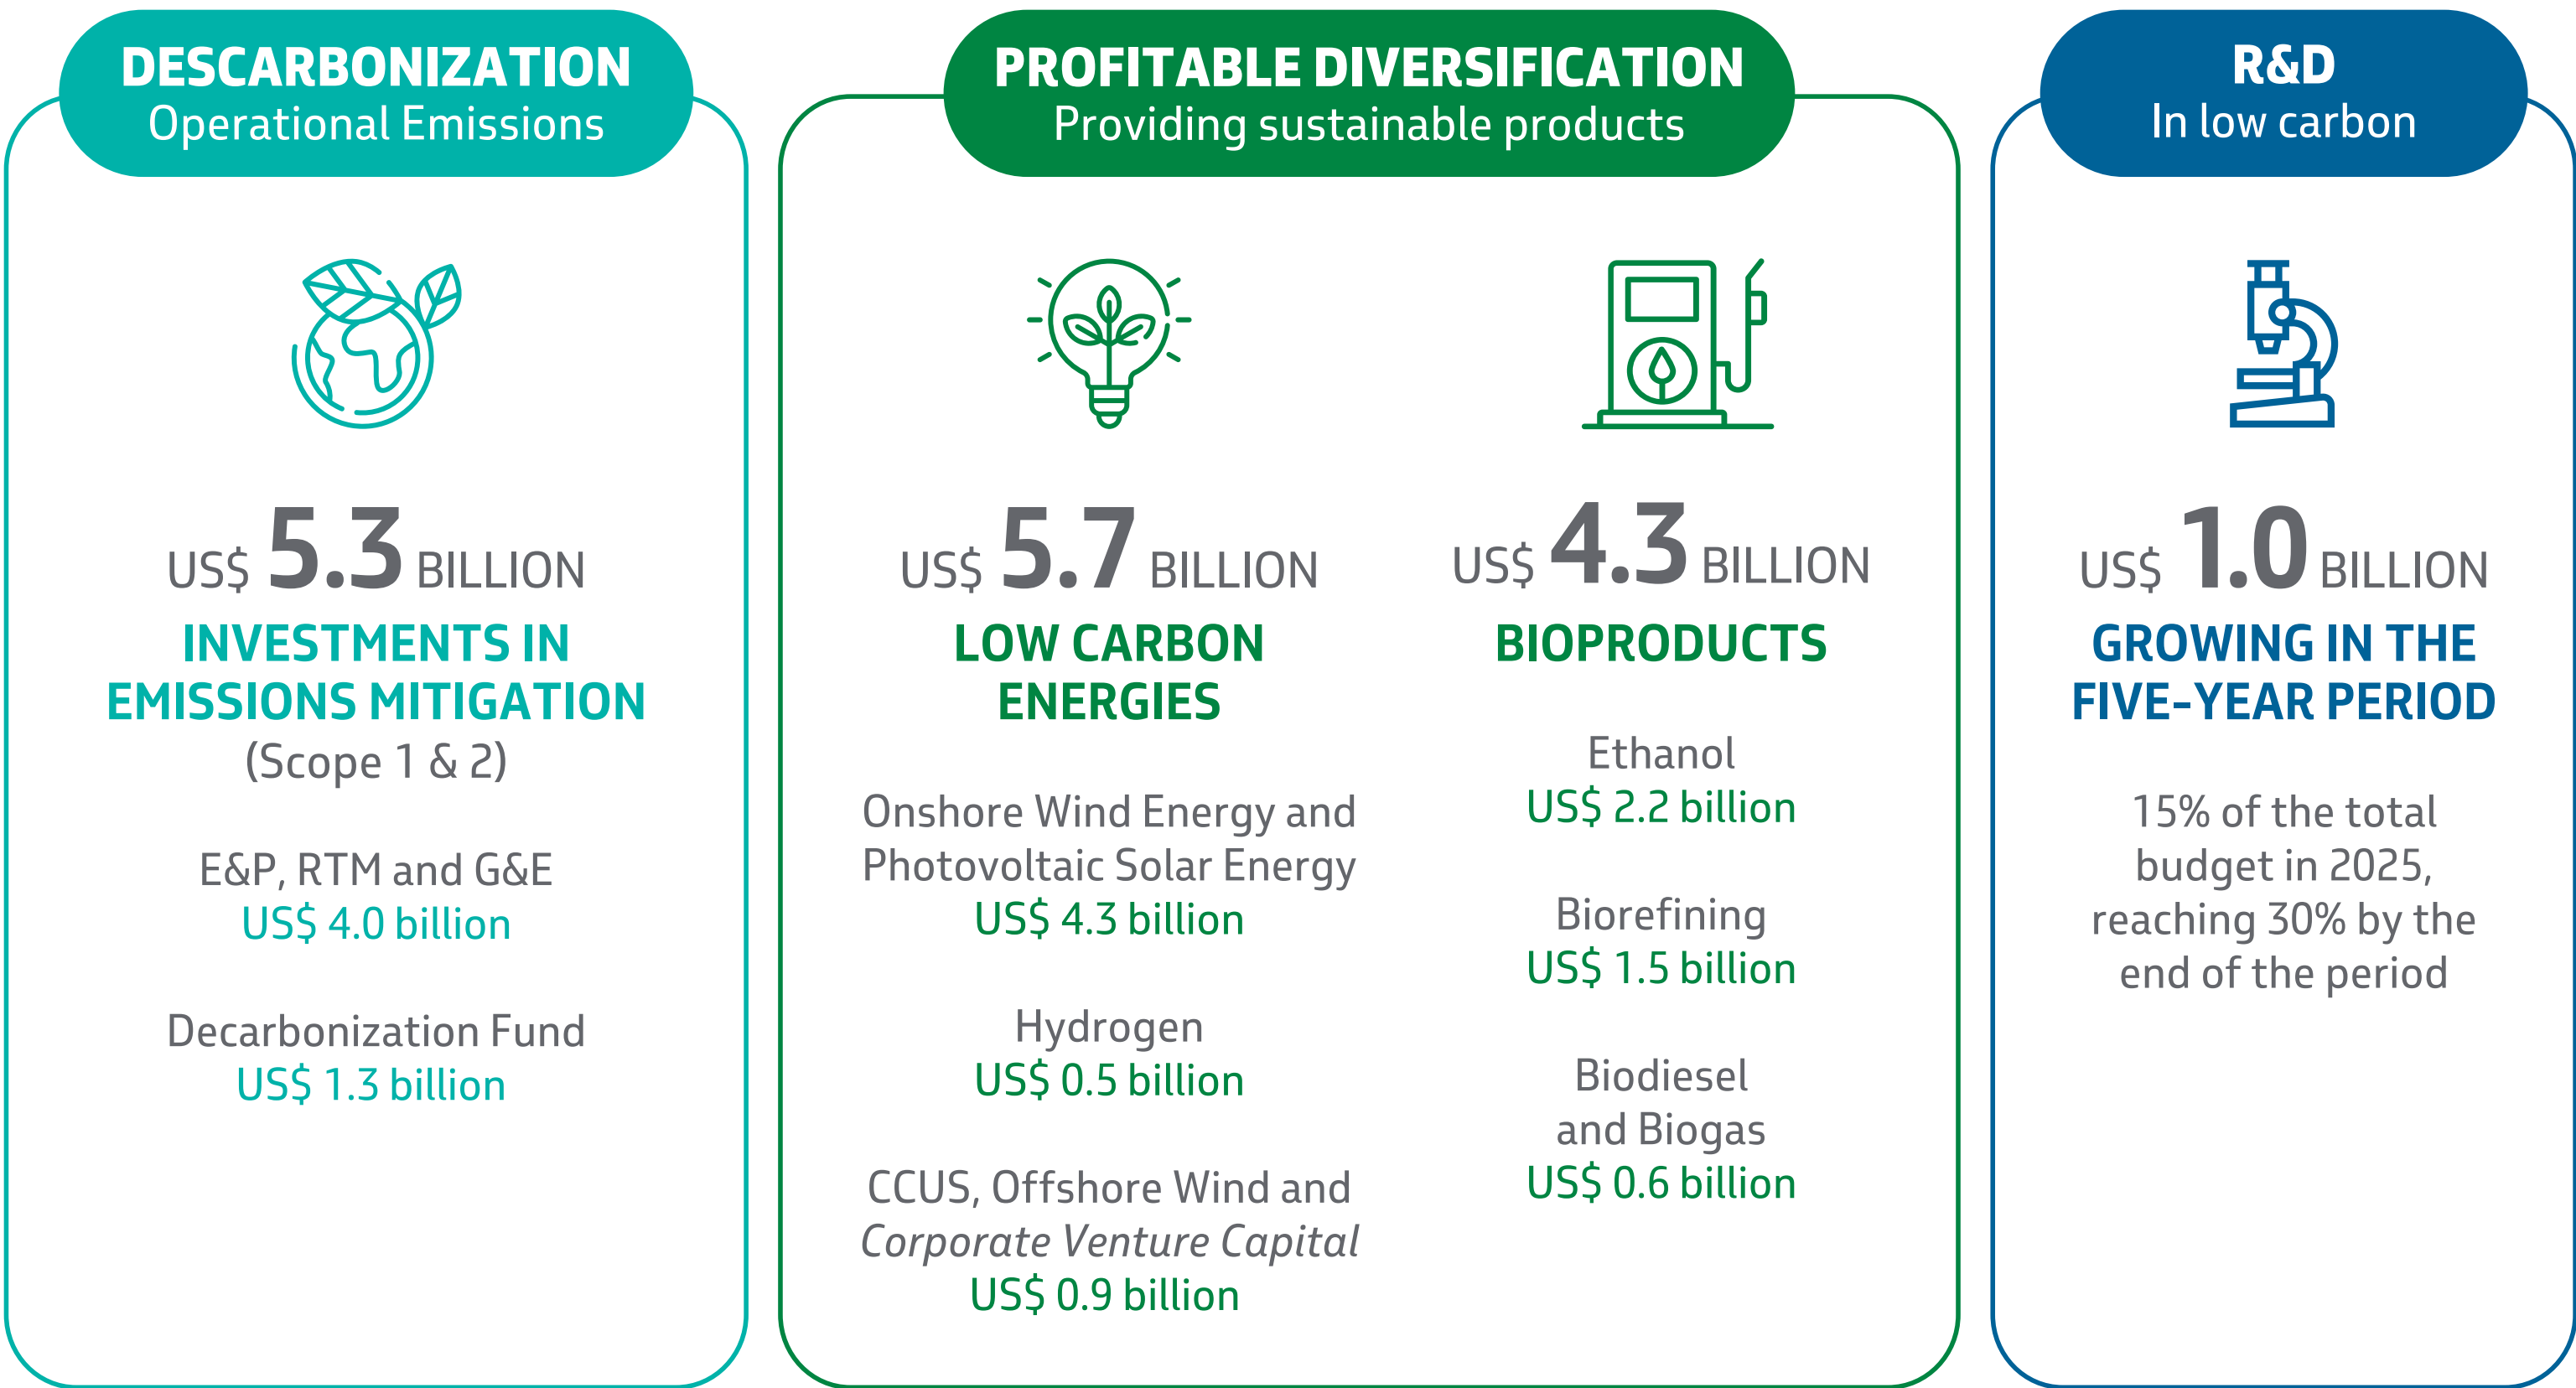 DESCARBONIZATION
Operational Emissions
US$ 5.3 BILLION
INVESTMENTS IN
EMISSIONS MITIGATION
(Scope 1 & 2)
E&P, RTM and G&E
US$ 4.0 billion
Decarbonization Fund
US$ 1.3 billion
PROFITABLE DIVERSIFICATION
Providing sustainable products
US$ 5.7 BILLION
LOW CARBON
ENERGIES
Onshore Wind Energy and
Photovoltaic Solar Energy
US$ 4.3 billion
Hydrogen
US$ 0.5 billion
CCUS, Offshore Wind and
Corporate Venture Capital
US$ 0.9 billion
US$ 4.3 BILLION
BIOPRODUCTS
Ethanol
US$ 2.2 billion
Biorefining
US$ 1.5 billion
Biodiesel
and Biogas
US$ 0.6 billion
R&D
In low carbon
US$ 1.0 BILLION
GROWING IN THE
FIVE-YEAR PERIOD
15% of the total
budget in 2025,
reaching 30% by the
end of the period